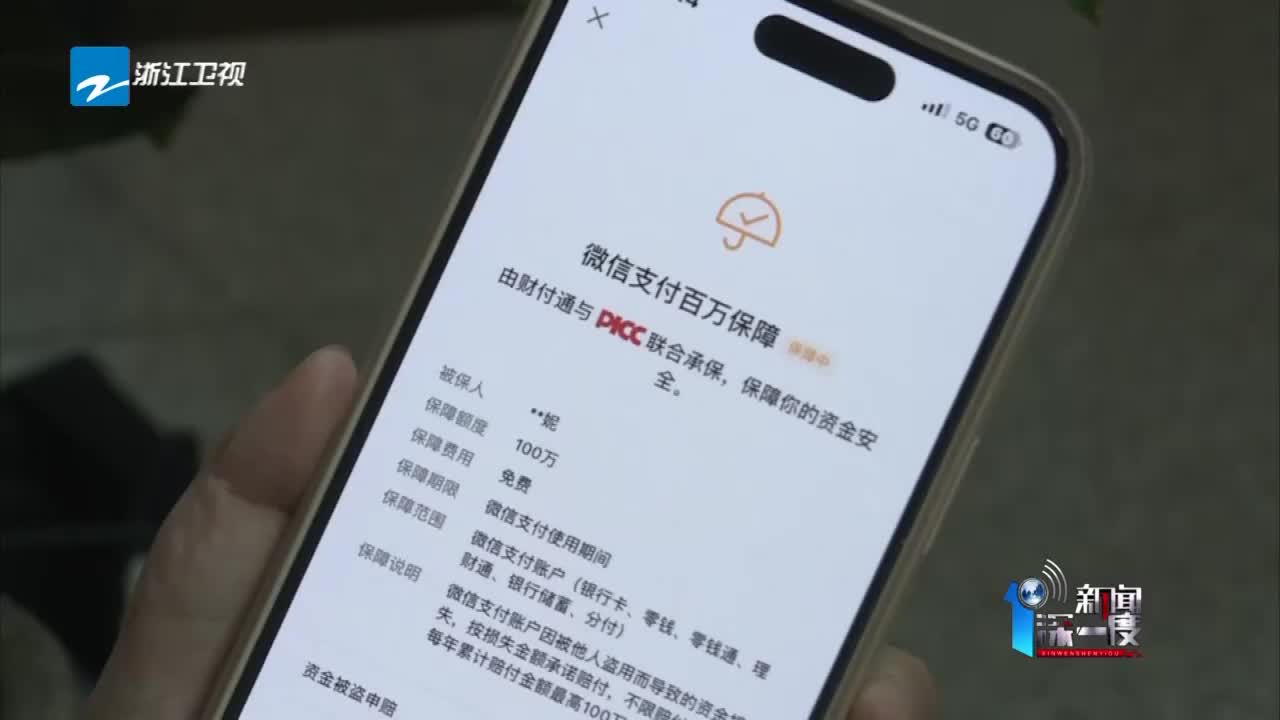 浙江卫视
5G
60
微信支付百万保障 保障中
由财付通与 PICC 联合承保，保障你的资金安
全。
被保人 **妮
保障额度 100万
保障费用 免费
保障期限 微信支付使用期间
保障范围 微信支付账户（银行卡、零钱、零钱通、理
财通、银行储蓄、分付）
保障说明 微信支付账户因被他人盗用而导致的资金
失，按损失金额承诺赔付，不限赔付
每年累计赔付金额最高100万
资金被盗申赔
新闻
深一度
XINWENSHENYIDU